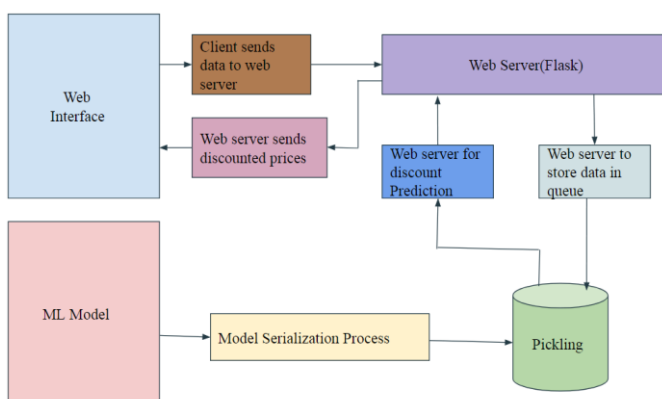 Web
Interface
Client sends
data to web
server
Web Server(Flask)
Web server sends
discounted prices
Web server for
discount
Prediction
Web server to
store data in
queue
ML Model
Model Serialization Process
Pickling